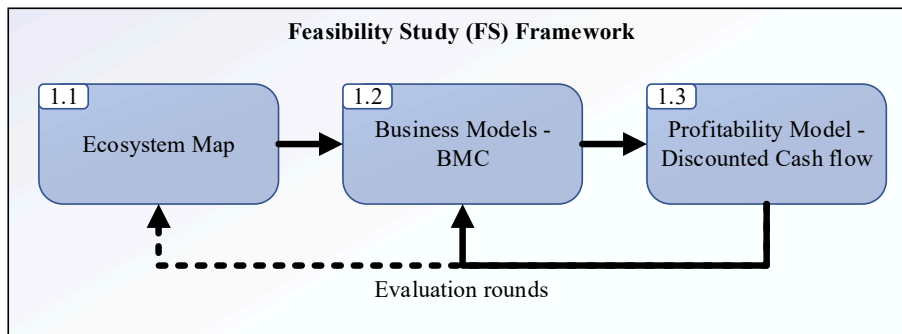 Feasibility Study (FS) Framework
1.1
Ecosystem Map
1.2
Business Models -
BMC
1.3
Profitability Model -
Discounted Cash flow
Evaluation rounds